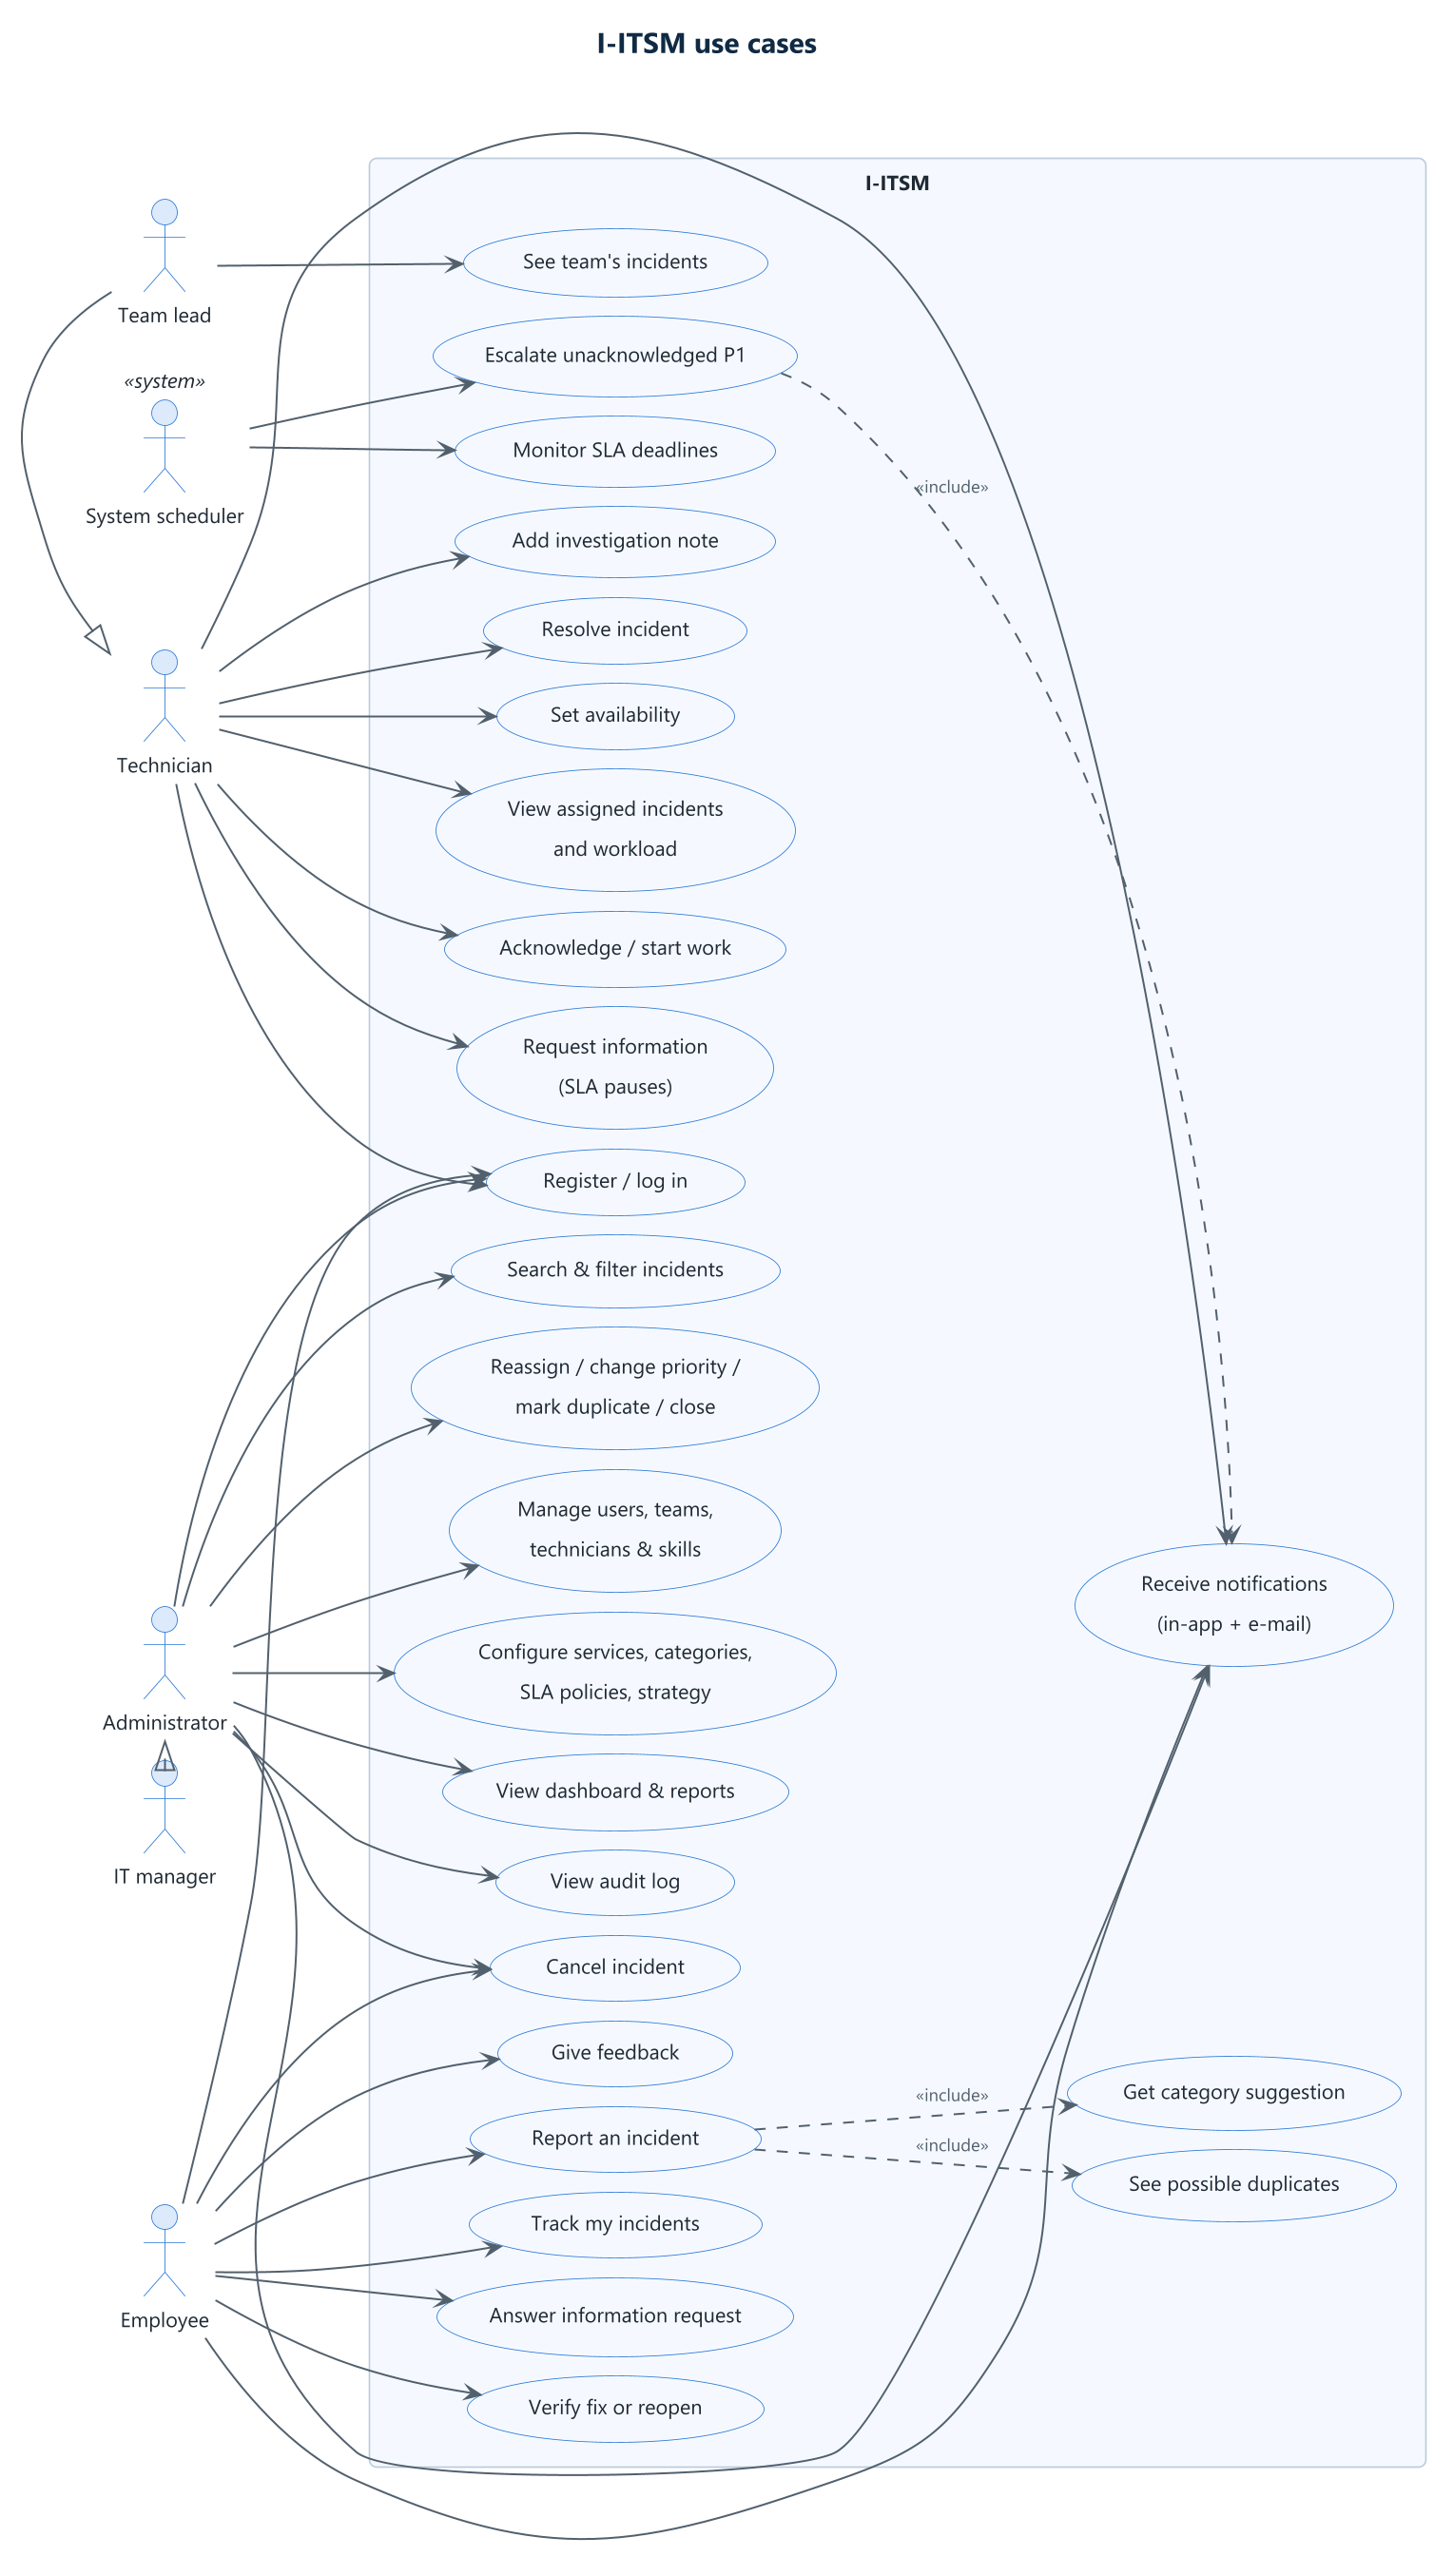 I-ITSM use cases
I-ITSM
Team lead
See team's incidents
Escalate unacknowledged P1
«system»
System scheduler
Monitor SLA deadlines
«include»
Add investigation note
Resolve incident
Set availability
Technician
View assigned incidents
and workload
Acknowledge / start work
Request information
(SLA pauses)
Register / log in
Search & filter incidents
Reassign / change priority /
mark duplicate / close
Manage users, teams,
technicians & skills
Receive notifications
(in-app + e-mail)
Configure services, categories,
SLA policies, strategy
Administrator
View dashboard & reports
IT manager
View audit log
Cancel incident
Give feedback
«include»
Get category suggestion
Report an incident
«include»
See possible duplicates
Track my incidents
Answer information request
Employee
Verify fix or reopen